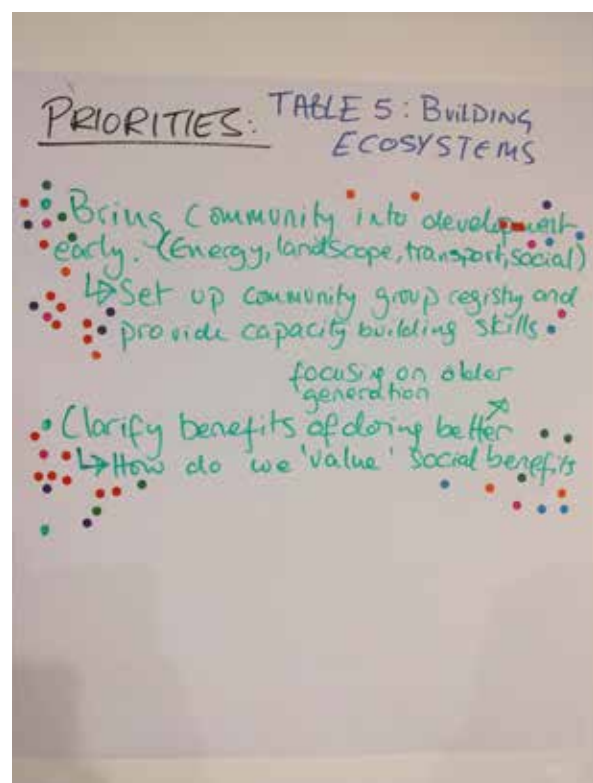 PRIORITIES: TABLE 5: BUILDING
ECOSYSTEMS
• Bring Community into development
early. (Energy, landscape, transport, social)
↳ Set up community group registry and
provide capacity building skills.
focusing on older
generation
• Clarify benefits of doing better
↳ How do we 'value' social benefits